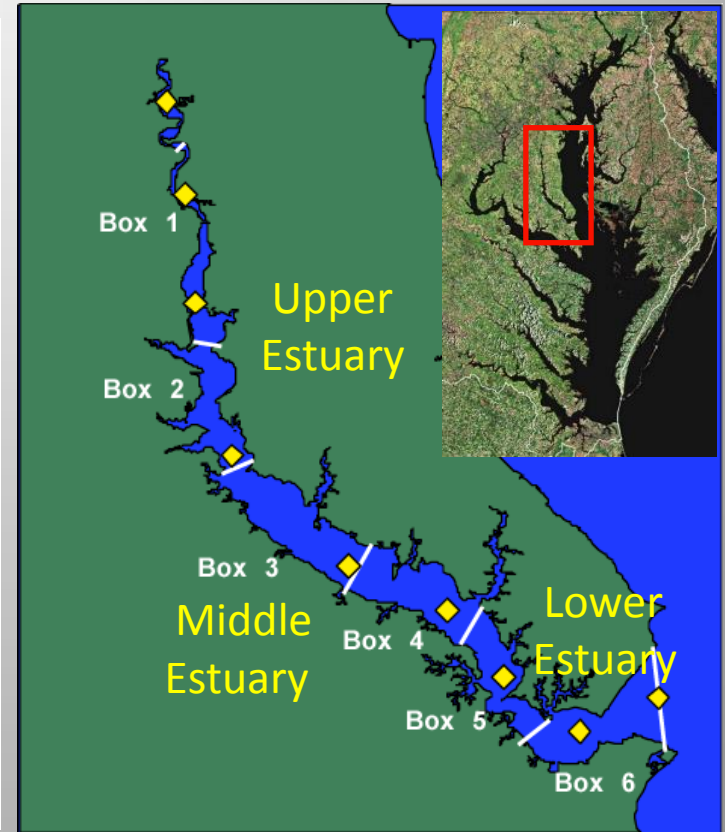 Box 1
Upper
Estuary
Box 2
Box 3
Middle
Estuary
Box 4
Lower
Estuary
Box 5
Box 6